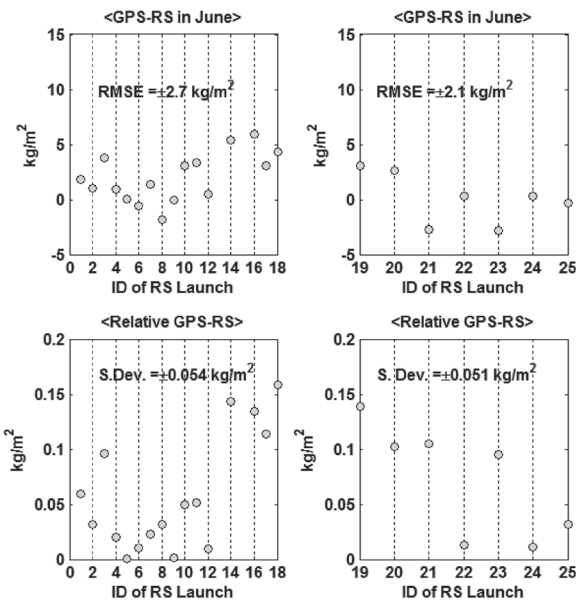 <GPS-RS in June>
15
10
5
0
-5
kg/m²
RMSE =±2.7 kg/m²
0 2 4 6 8 10 12 14 16 18
ID of RS Launch
<GPS-RS in June>
15
10
5
0
-5
kg/m²
RMSE =±2.1 kg/m²
19 20 21 22 23 24 25
ID of RS Launch
<Relative GPS-RS>
0.2
0.15
0.1
0.05
0
kg/m²
S.Dev. =±0.054 kg/m²
0 2 4 6 8 10 12 14 16 18
ID of RS Launch
<Relative GPS-RS>
0.2
0.15
0.1
0.05
0
kg/m²
S. Dev. =±0.051 kg/m²
19 20 21 22 23 24 25
ID of RS Launch